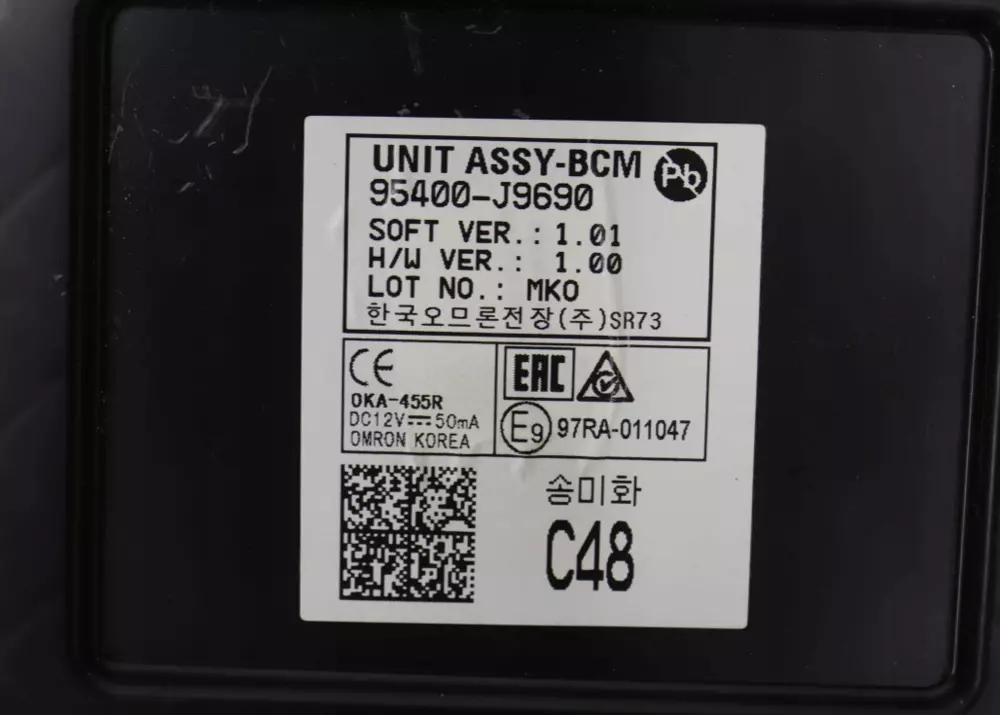 UNIT ASSY-BCM Pb
95400-J9690
SOFT VER.: 1.01
H/W VER.: 1.00
LOT NO.: MKO
한국오므론전장(주)SR73
CE
OKA-455R
DC12V⎓50mA
OMRON KOREA
EAC
E9 97RA-011047
송미화
C48